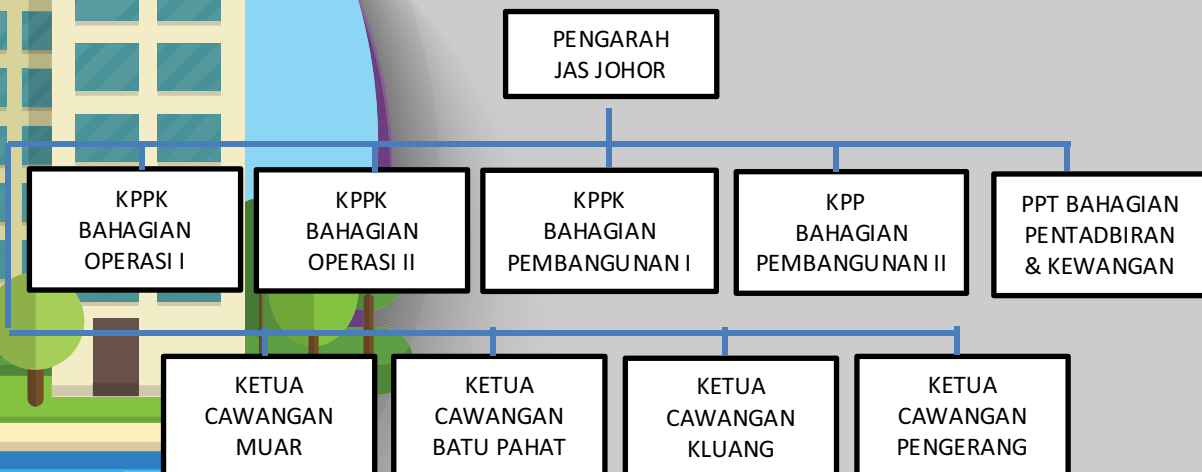 PENGARAH
JAS JOHOR
KPPK
BAHAGIAN
OPERASI I
KPPK
BAHAGIAN
OPERASI II
KPPK
BAHAGIAN
PEMBANGUNAN I
KPP
BAHAGIAN
PEMBANGUNAN II
PPT BAHAGIAN
PENTADBIRAN
& KEWANGAN
KETUA
CAWANGAN
MUAR
KETUA
CAWANGAN
BATU PAHAT
KETUA
CAWANGAN
KLUANG
KETUA
CAWANGAN
PENGERANG